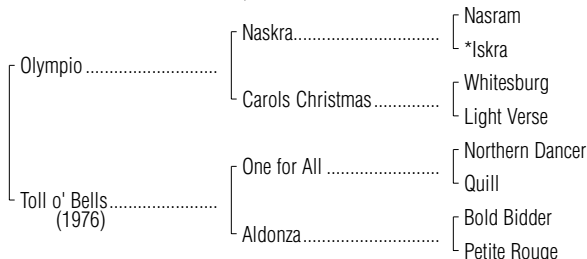 Nasram
Naskra
*Iskra
Olympio
Whitesburg
Carols Christmas
Light Verse
Northern Dancer
One for All
Quill
Toll o' Bells
(1976)
Bold Bidder
Aldonza
Petite Rouge